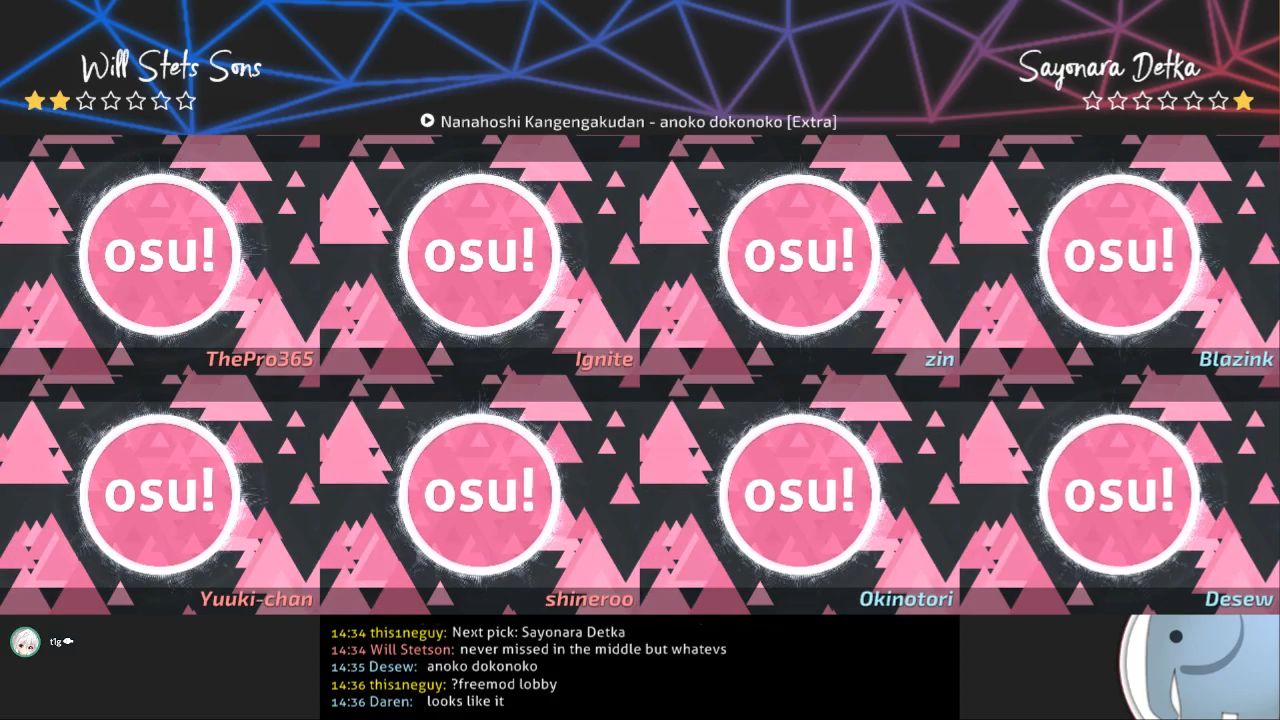 Will Stets Sons
Sayonara Detka
Nanahoshi Kangengakudan - anoko dokonoko [Extra]
osu!
osu!
osu!
osu!
ThePro365
Ignite
zin
Blazink
osu!
osu!
osu!
osu!
Yuuki-chan
shineroo
Okinotori
Desew
t1g
14:34 this1neguy: Next pick: Sayonara Detka
14:34 Will Stetson: never missed in the middle but whatevs
14:35 Desew: anoko dokonoko
14:36 this1neguy: ?freemod lobby
14:36 Daren: looks like it